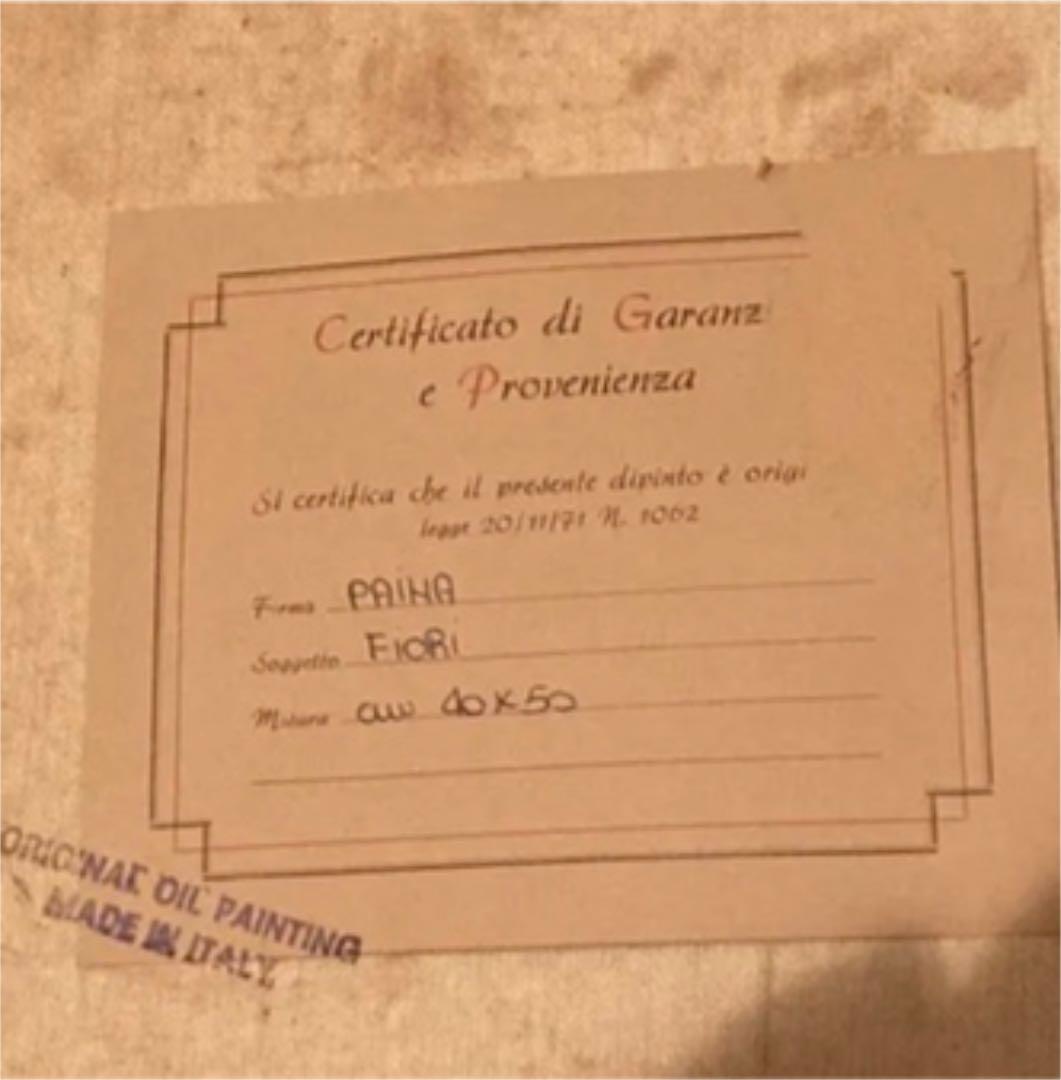 Certificato di Garanz
e Provenienza
Si certifica che il presente dipinto è origi
legge 20/11/71 N. 1062
Firma PAINA
Soggetto FIORI
Misura cm 40X50
ORIGINAL OIL PAINTING
MADE IN ITALY